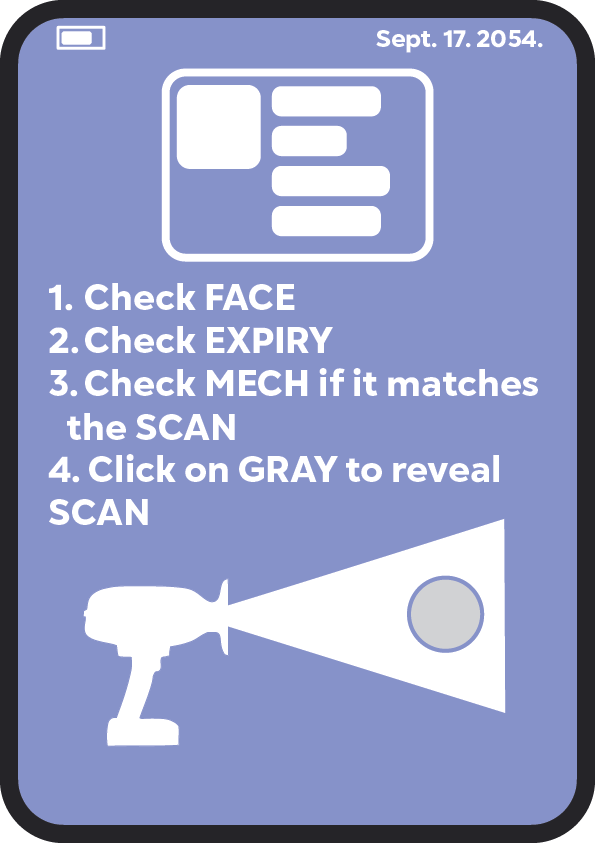 Sept. 17. 2054.
1. Check FACE
2. Check EXPIRY
3. Check MECH if it matches
the SCAN
4. Click on GRAY to reveal
SCAN